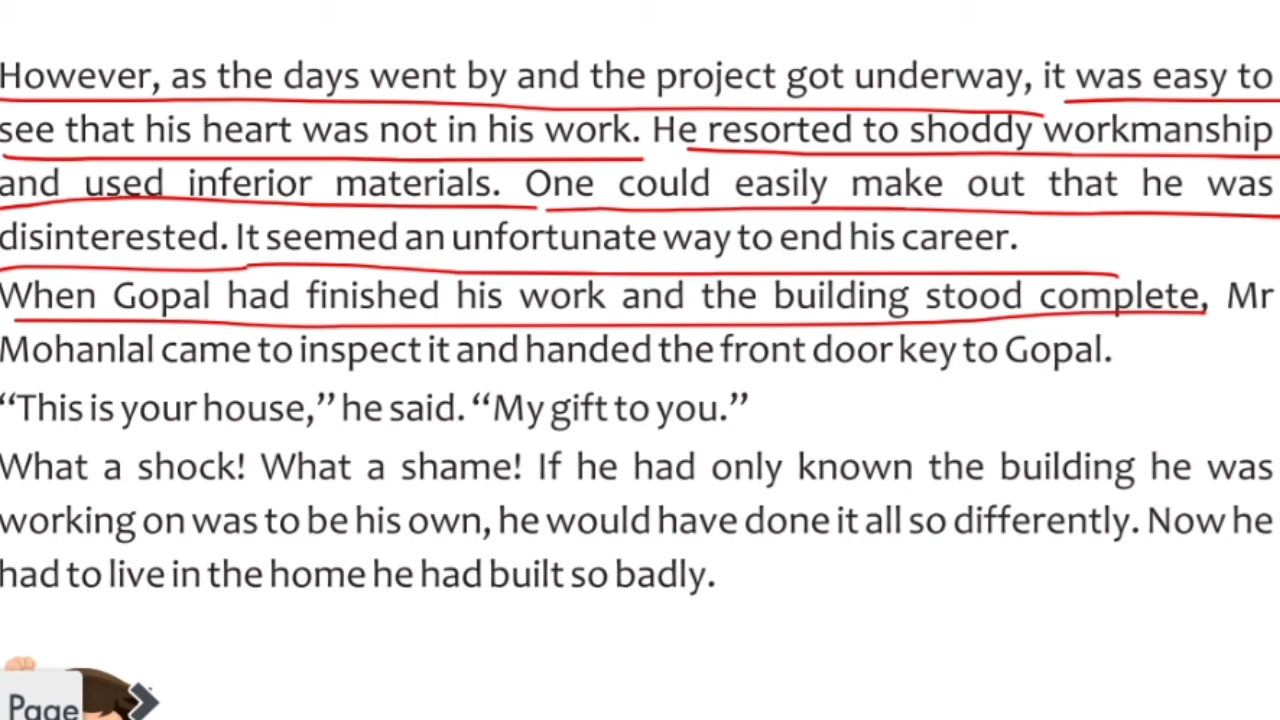 However, as the days went by and the project got underway, it was easy to
see that his heart was not in his work. He resorted to shoddy workmanship
and used inferior materials. One could easily make out that he was
disinterested. It seemed an unfortunate way to end his career.
When Gopal had finished his work and the building stood complete, Mr
Mohanlal came to inspect it and handed the front door key to Gopal.
“This is your house,” he said. “My gift to you.”
What a shock! What a shame! If he had only known the building he was
working on was to be his own, he would have done it all so differently. Now he
had to live in the home he had built so badly.
Page